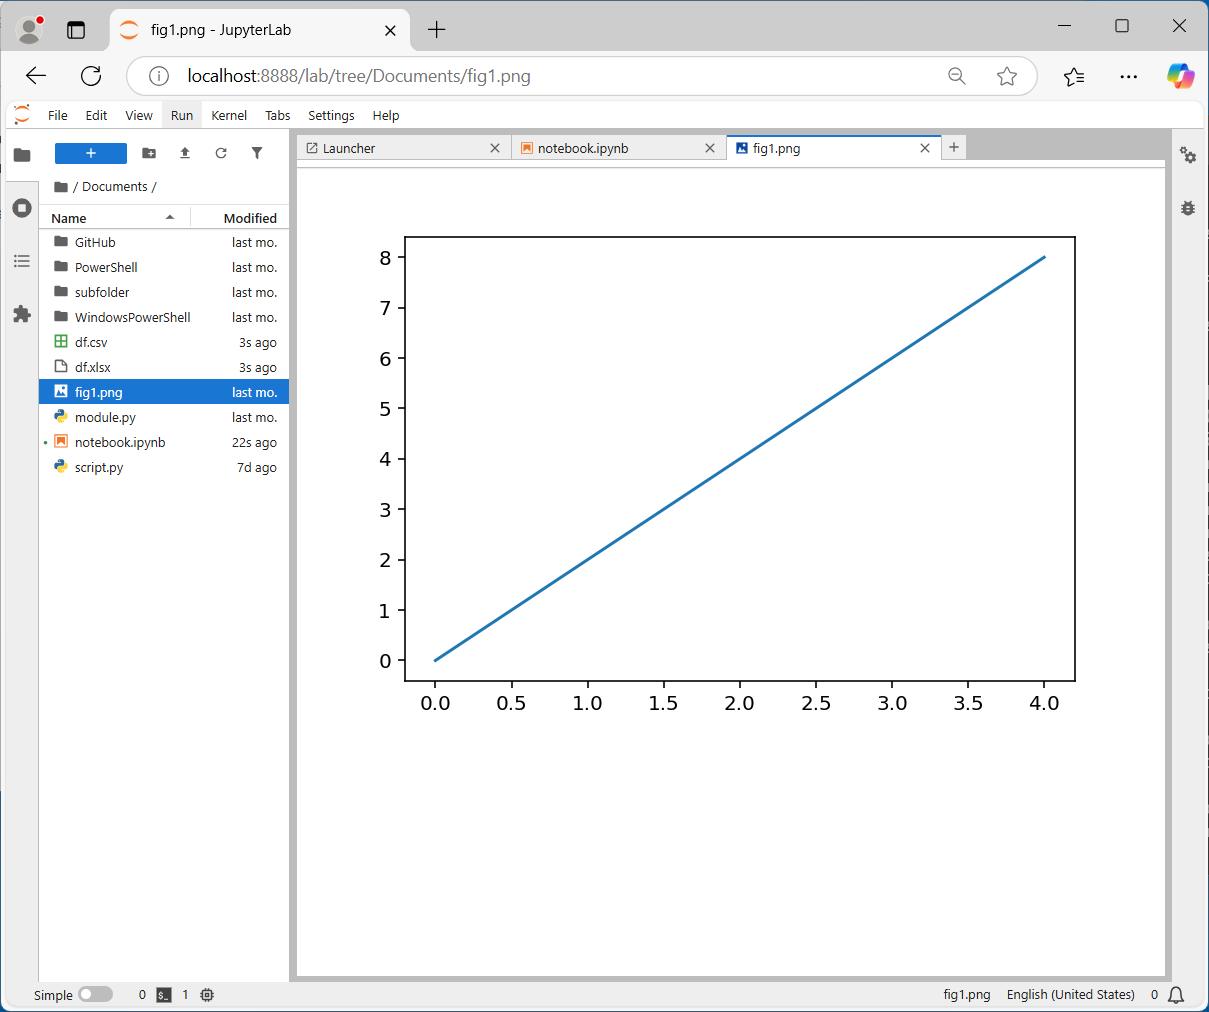 fig1.png - JupyterLab
localhost:8888/lab/tree/Documents/fig1.png
File Edit View Run Kernel Tabs Settings Help
/ Documents /
Name Modified
GitHub last mo.
PowerShell last mo.
subfolder last mo.
WindowsPowerShell last mo.
df.csv 3s ago
df.xlsx 3s ago
fig1.png last mo.
module.py last mo.
notebook.ipynb 22s ago
script.py 7d ago
Launcher notebook.ipynb fig1.png
8
7
6
5
4
3
2
1
0
0.0 0.5 1.0 1.5 2.0 2.5 3.0 3.5 4.0
Simple 0 $_ 1 fig1.png English (United States) 0